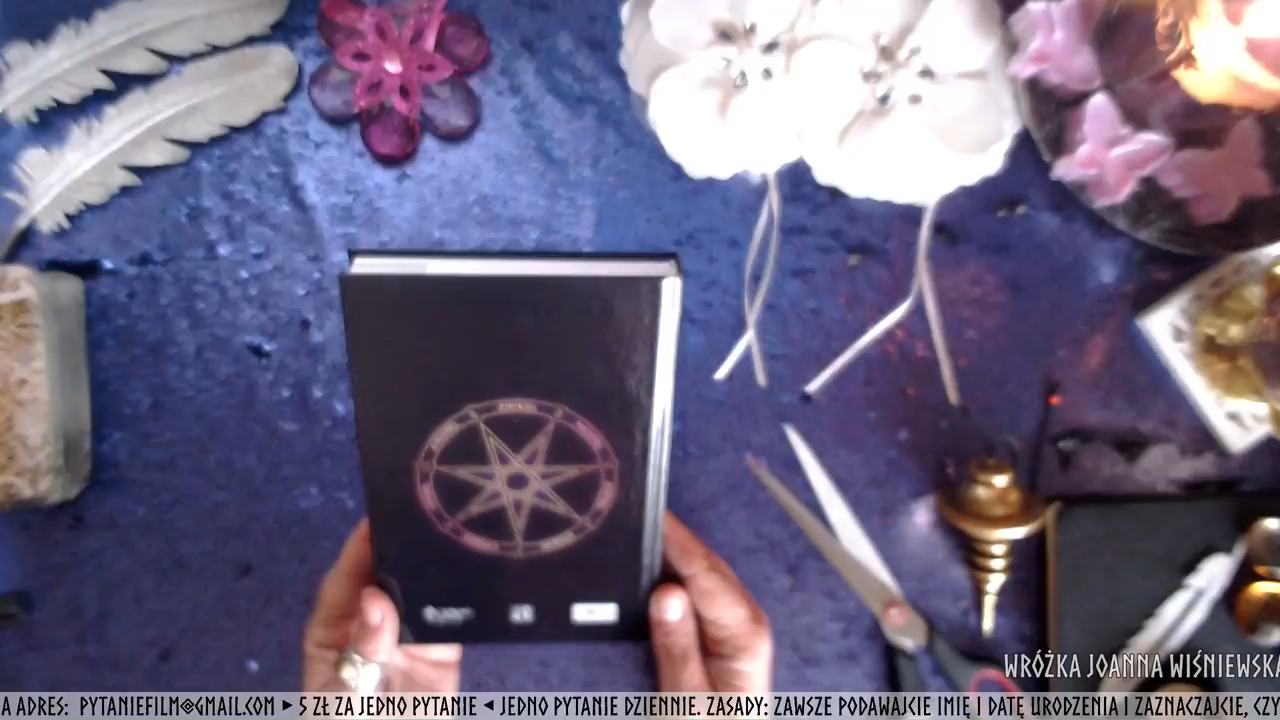 WRÓŻKA JOANNA WIŚNIEWSKA
A ADRES: PYTANIEFILM@GMAIL.COM ► 5 ZŁ ZA JEDNO PYTANIE ◄ JEDNO PYTANIE DZIENNIE. ZASADY: ZAWSZE PODAWAJCIE IMIĘ I DATĘ URODZENIA I ZAZNACZAJCIE, CZY